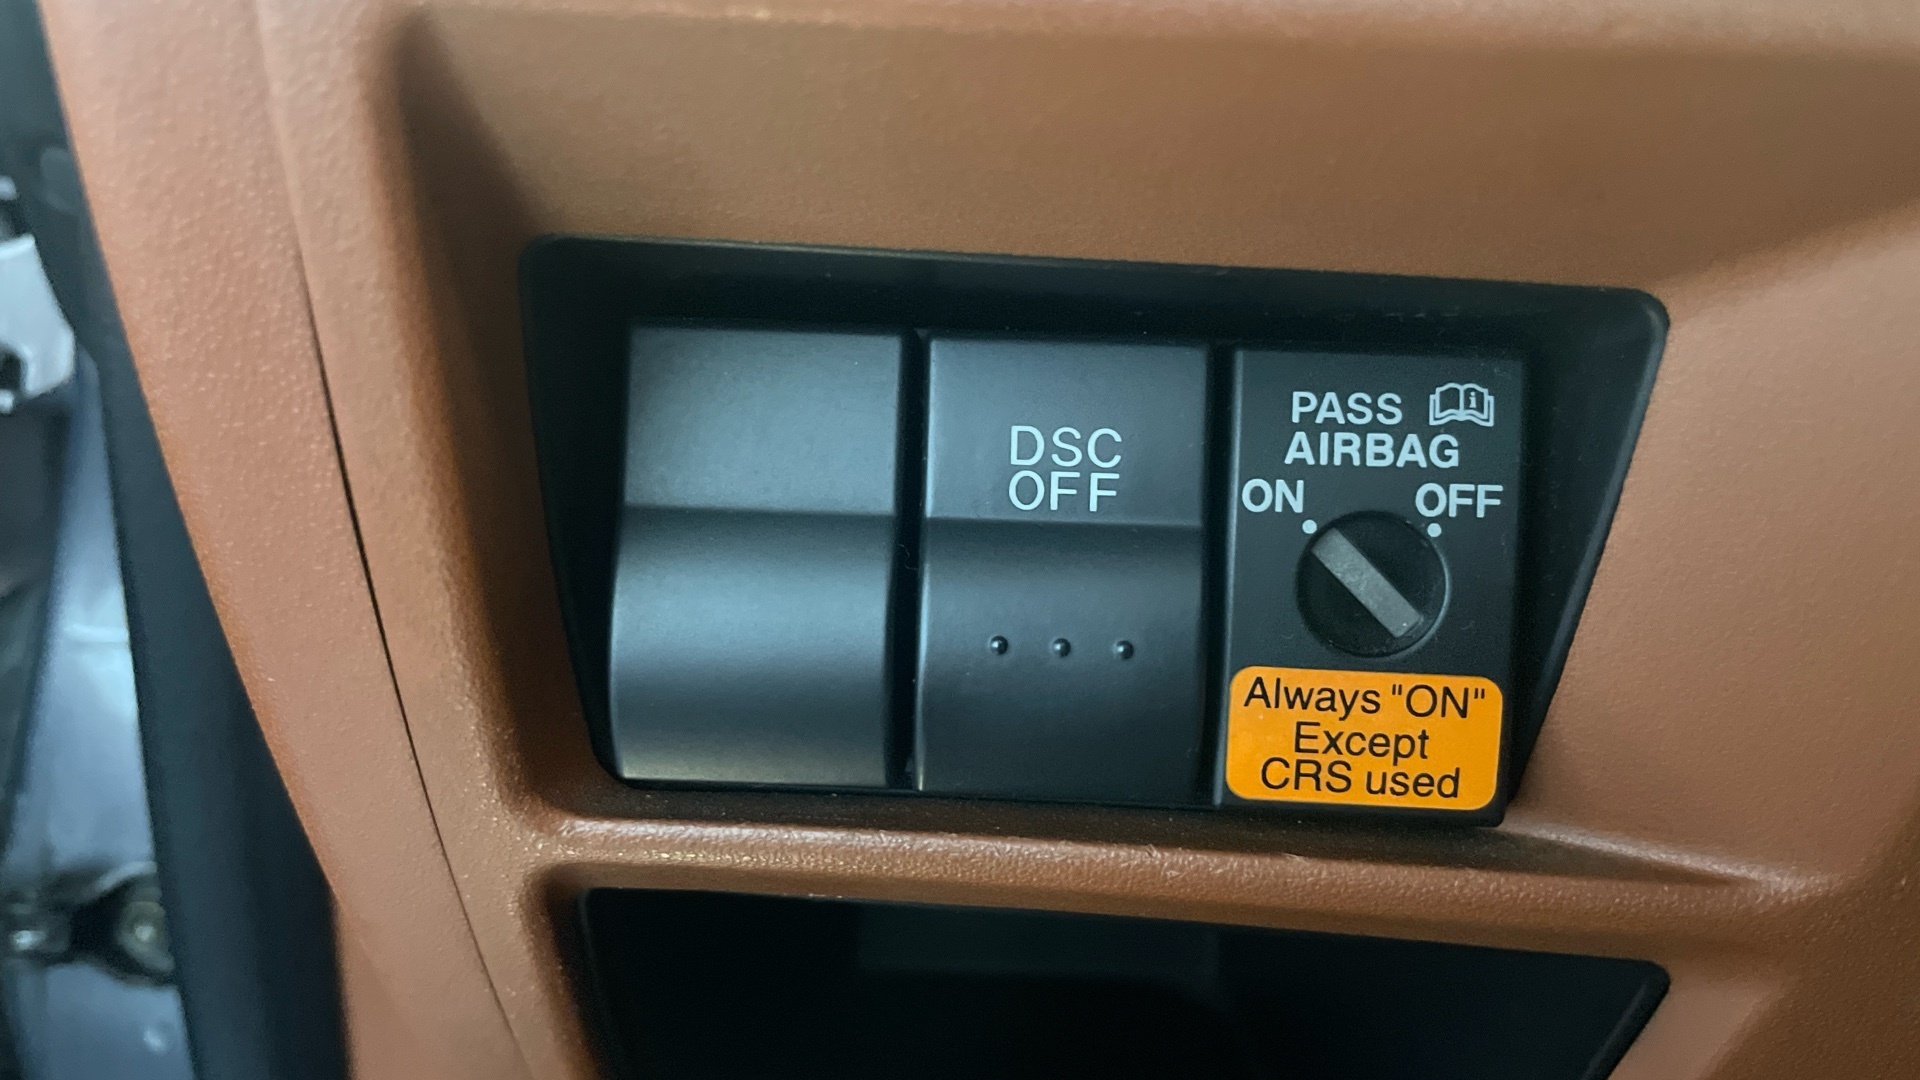 DSC
OFF
PASS
AIRBAG
ON OFF
Always "ON"
Except
CRS used